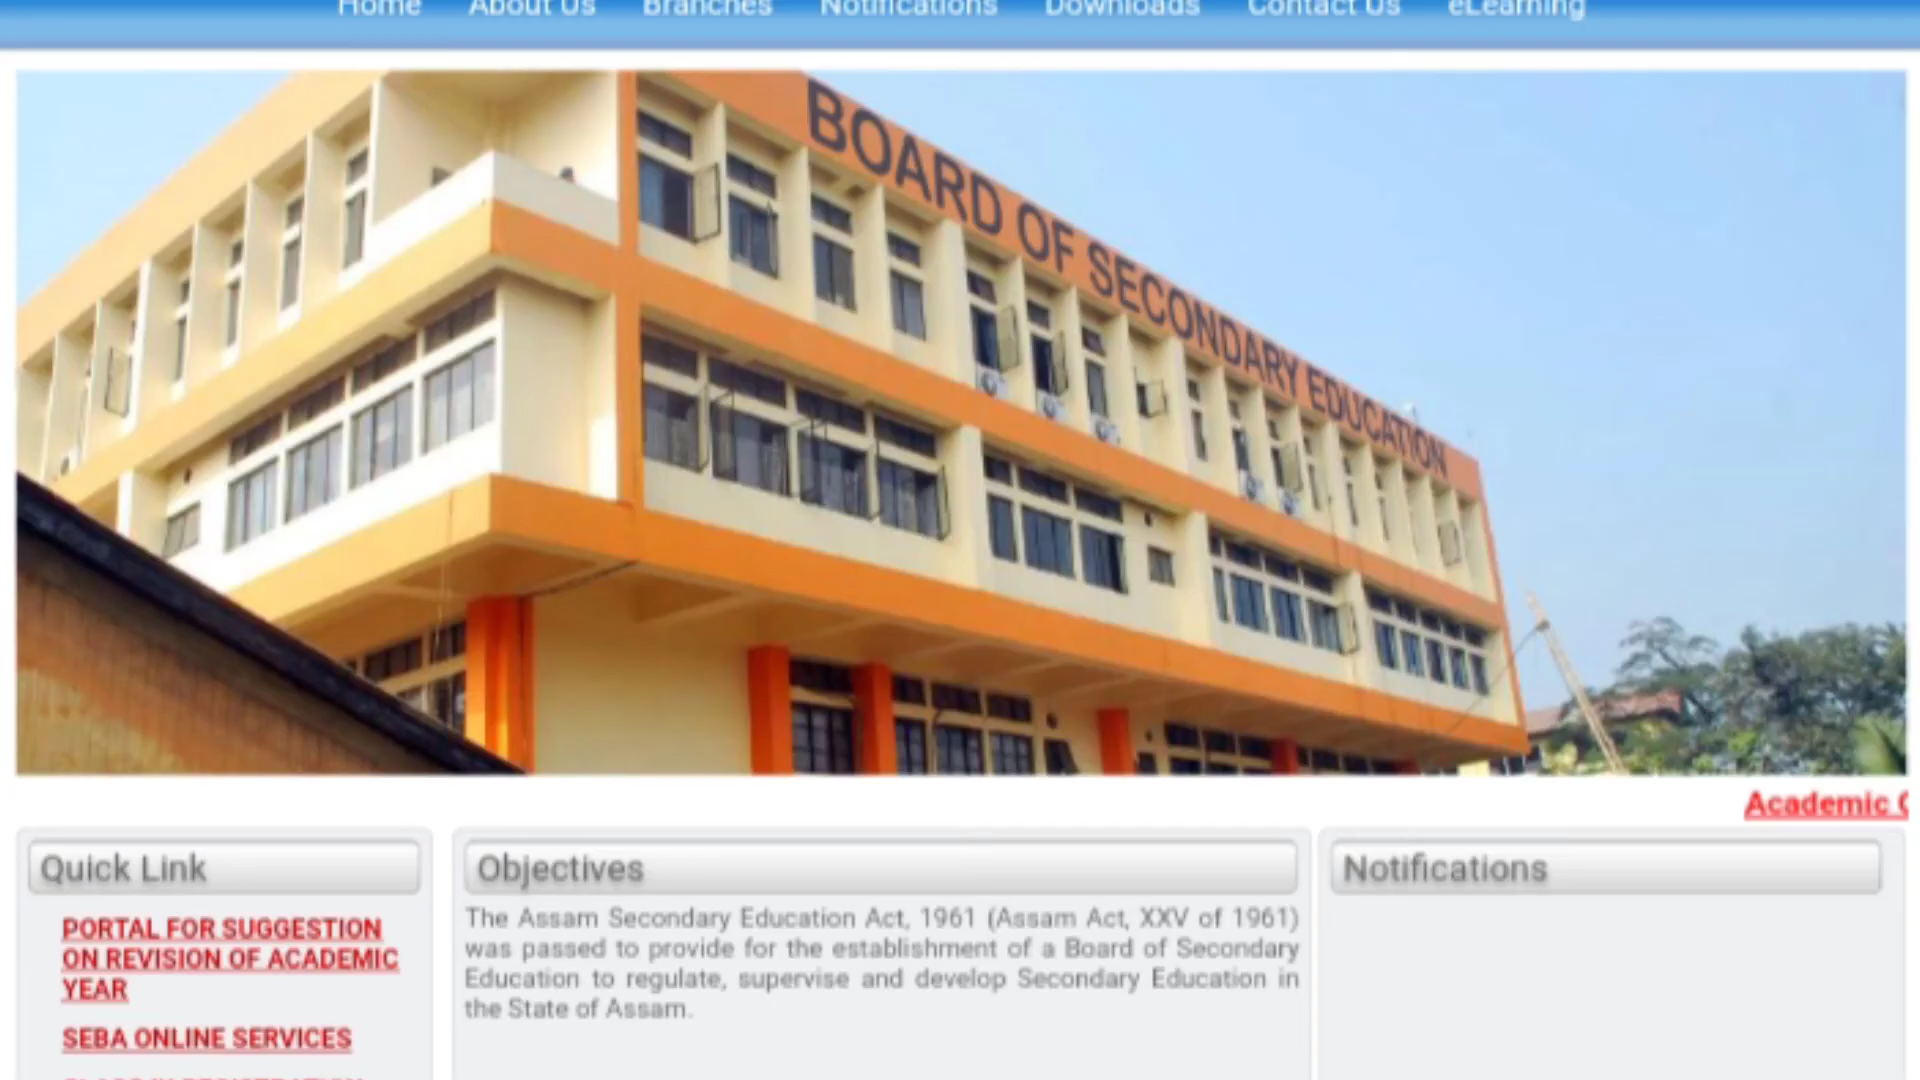 Home About Us Branches Notifications Downloads Contact Us eLearning
BOARD OF SECONDARY EDUCATION
Academic
Quick Link
PORTAL FOR SUGGESTION
ON REVISION OF ACADEMIC
YEAR
SEBA ONLINE SERVICES
Objectives
The Assam Secondary Education Act, 1961 (Assam Act, XXV of 1961)
was passed to provide for the establishment of a Board of Secondary
Education to regulate, supervise and develop Secondary Education in
the State of Assam.
Notifications